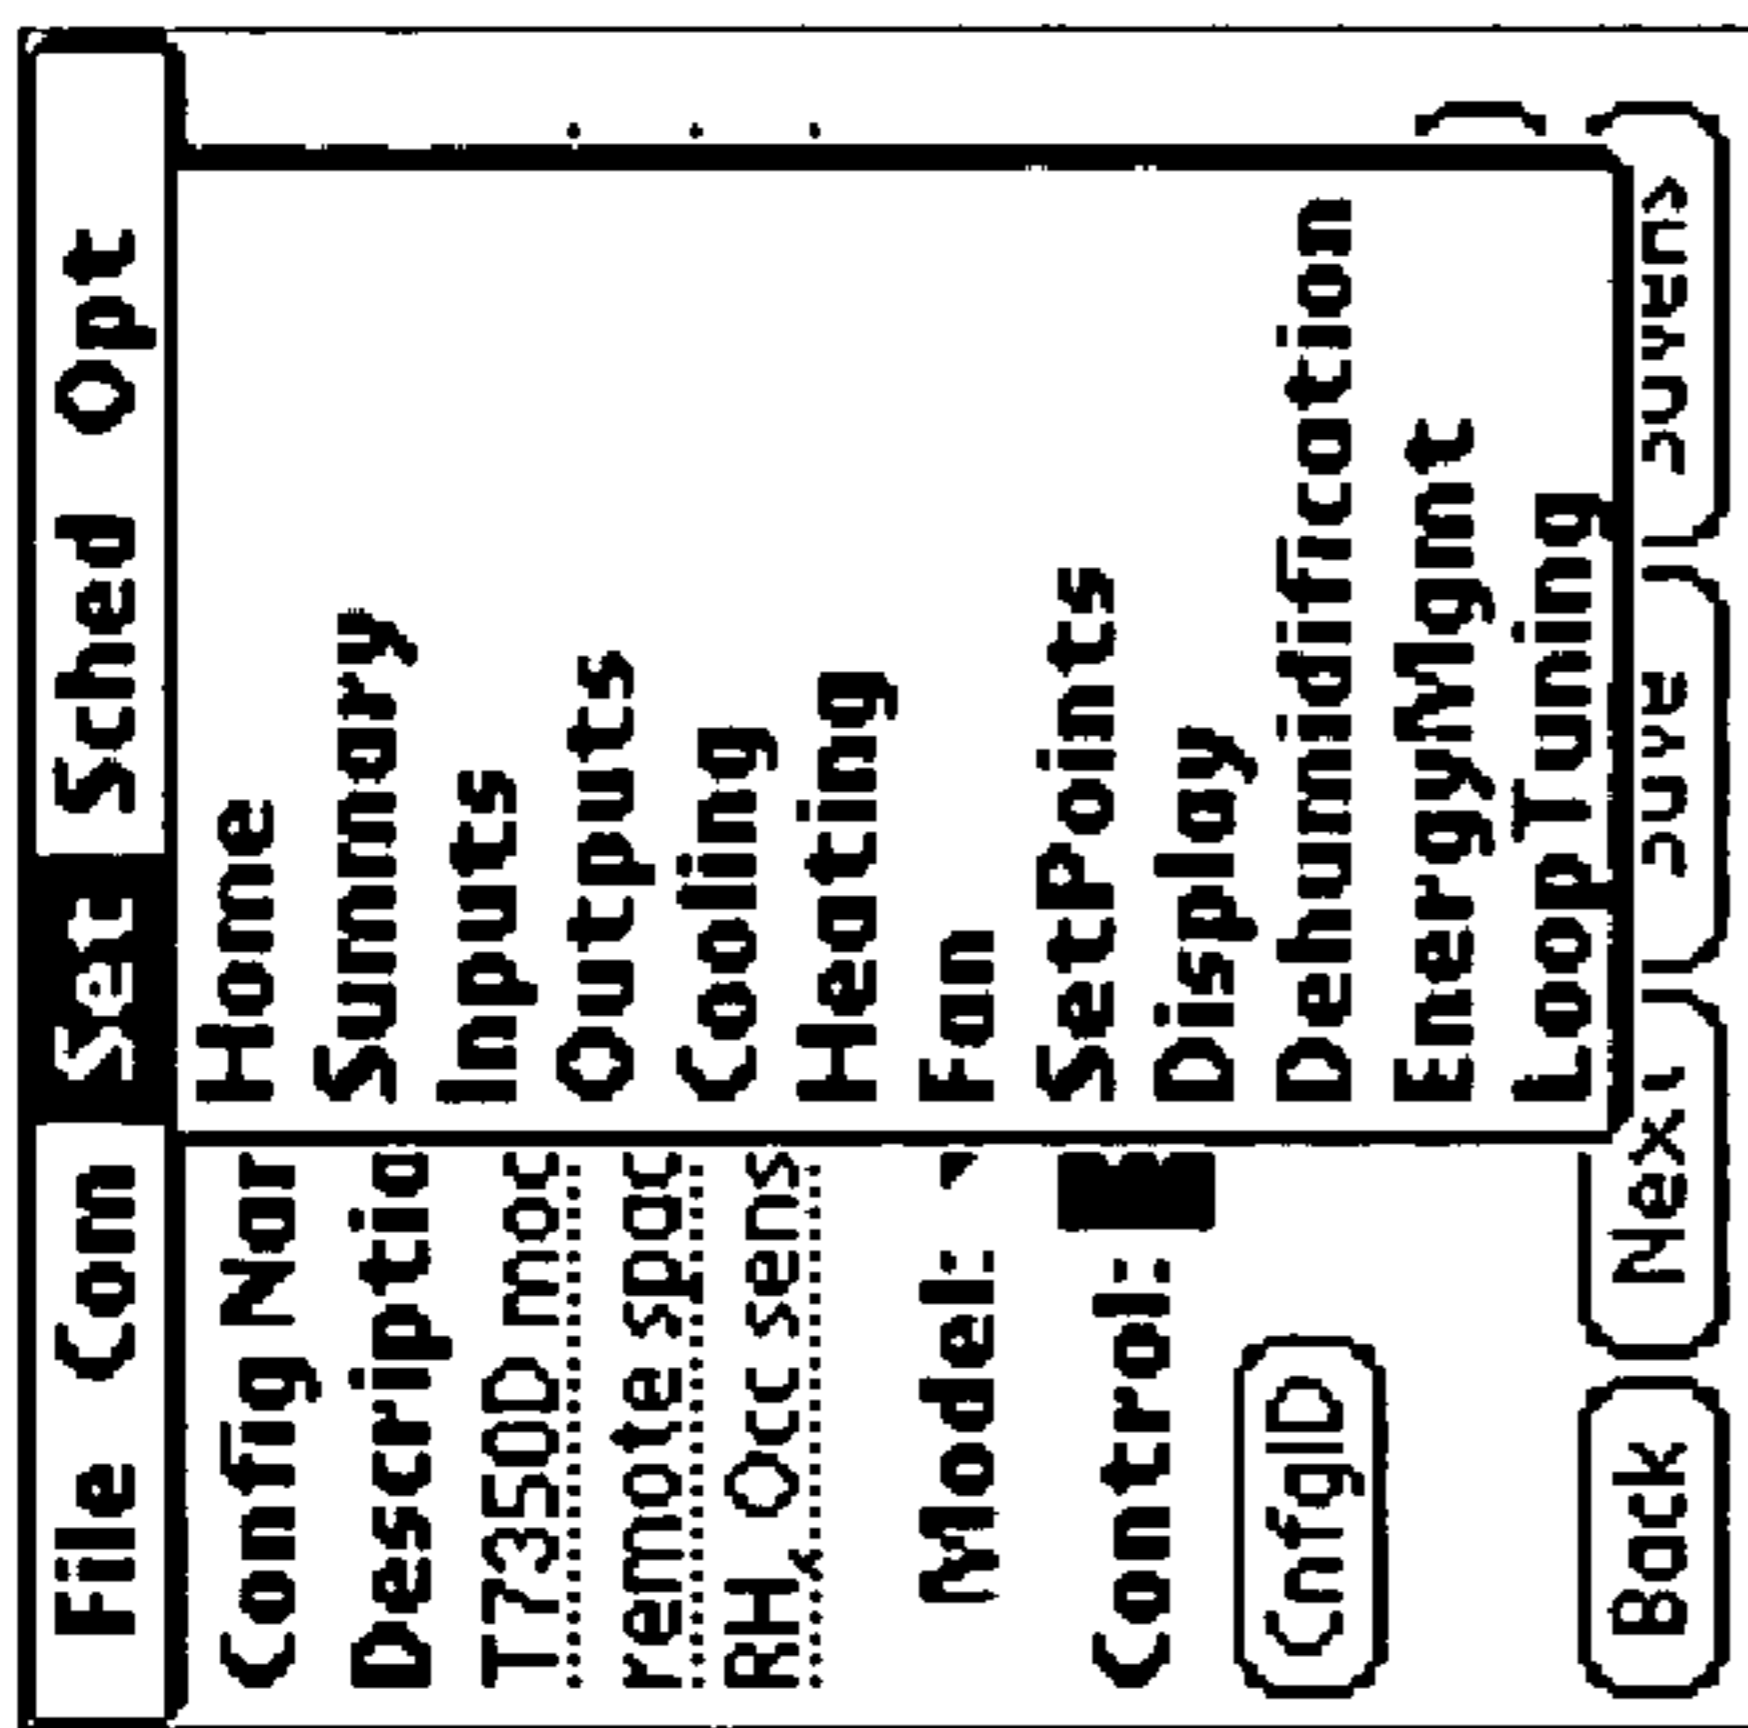 File Com Set Sched Opt
Home
Summary
Inputs
Outputs
Cooling
Heating
Fan
SetPoints
Display
Dehumidification
EnergyMgmt
LoopTuning
Config Nar
Descriptio
T7350D moc
remote spac
RH, Occ sens
Model:
Control:
CnfgID
Back